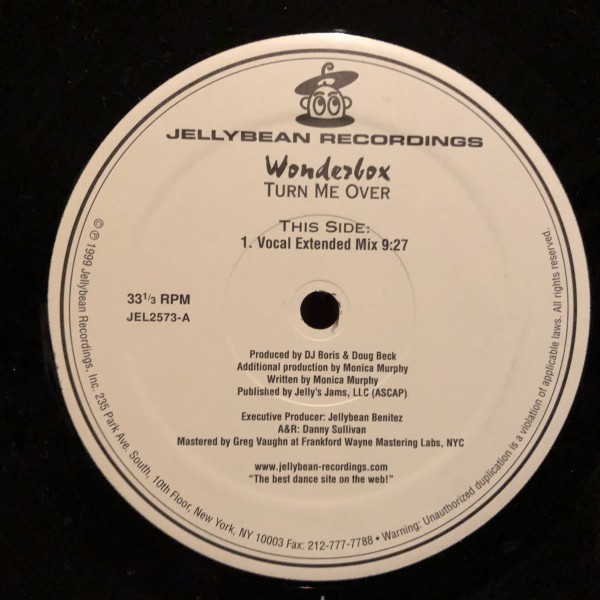 JELLYBEAN RECORDINGS
Wonderbox
TURN ME OVER
THIS SIDE:
1. Vocal Extended Mix 9:27
33 1/3 RPM
JEL2573-A
Produced by DJ Boris & Doug Beck
Additional production by Monica Murphy
Written by Monica Murphy
Published by Jelly's Jams, LLC (ASCAP)
Executive Producer: Jellybean Benitez
A&R: Danny Sullivan
Mastered by Greg Vaughn at Frankford Wayne Mastering Labs, NYC
www.jellybean-recordings.com
"The best dance site on the web!"
© ℗ 1999 Jellybean Recordings, Inc. 235 Park Ave. South, 10th Floor, New York, NY 10003 Fax: 212-777-7788 • Warning: Unauthorized duplication is a violation of applicable laws. All rights reserved.